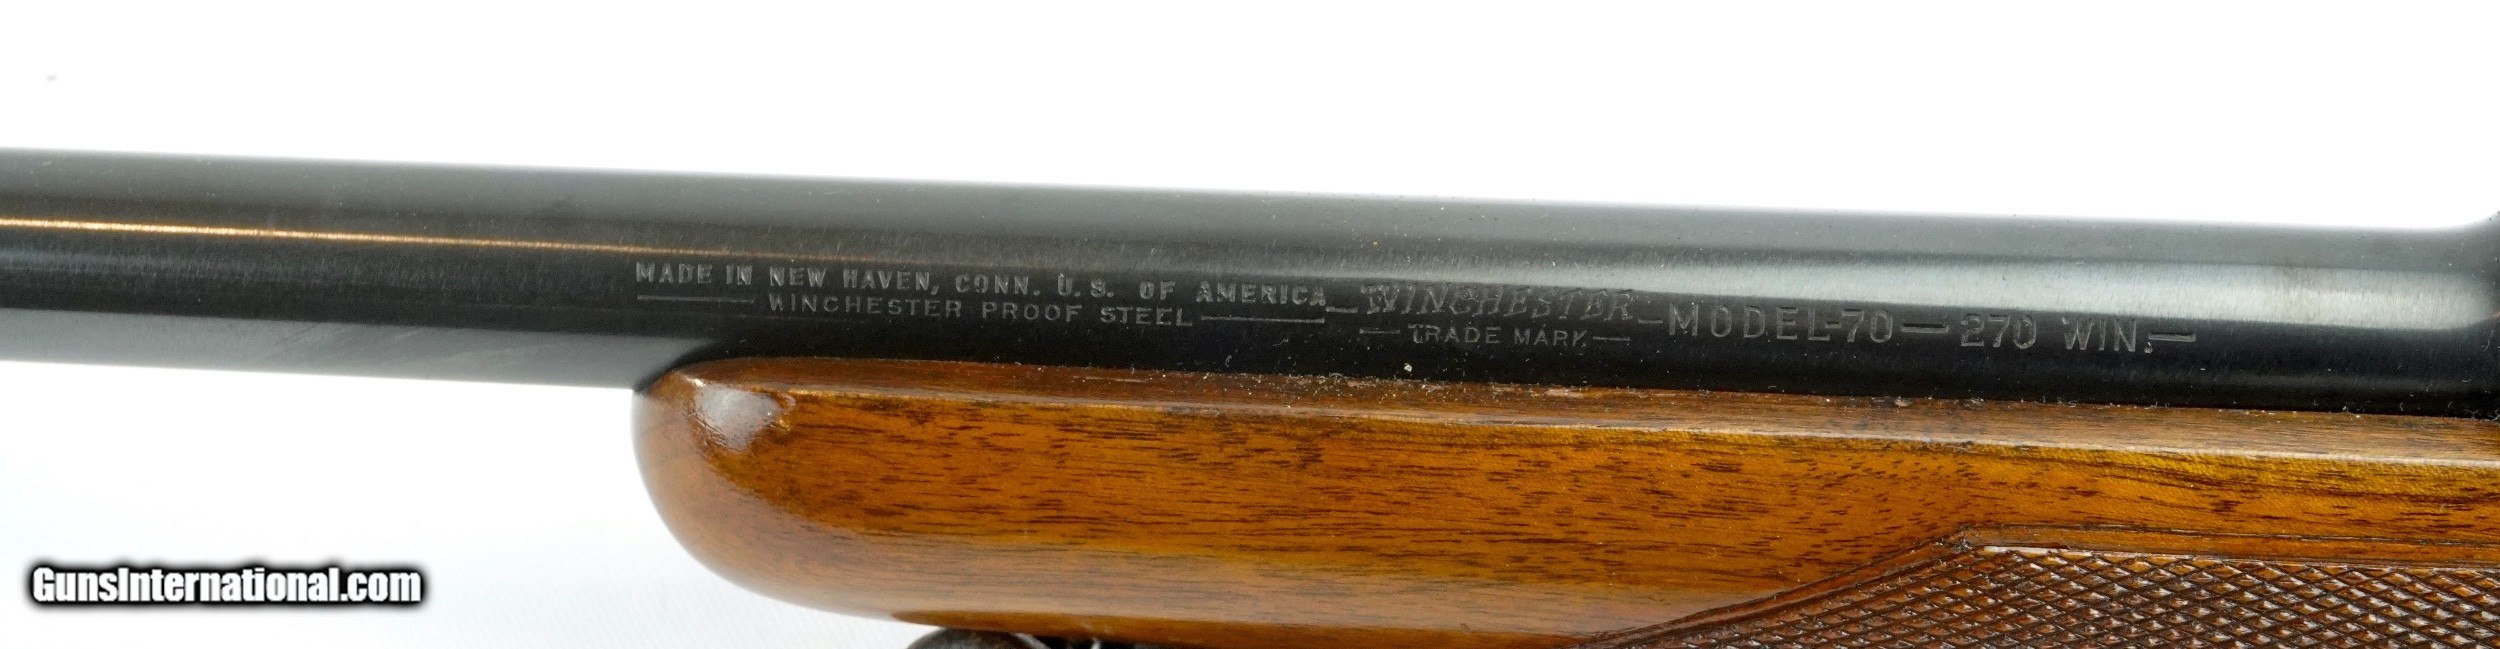 MADE IN NEW HAVEN, CONN. U. S. OF AMERICA
WINCHESTER PROOF STEEL
—WINCHESTER—MODEL-70—270 WIN.—
—TRADE MARK.—
GunsInternational.com